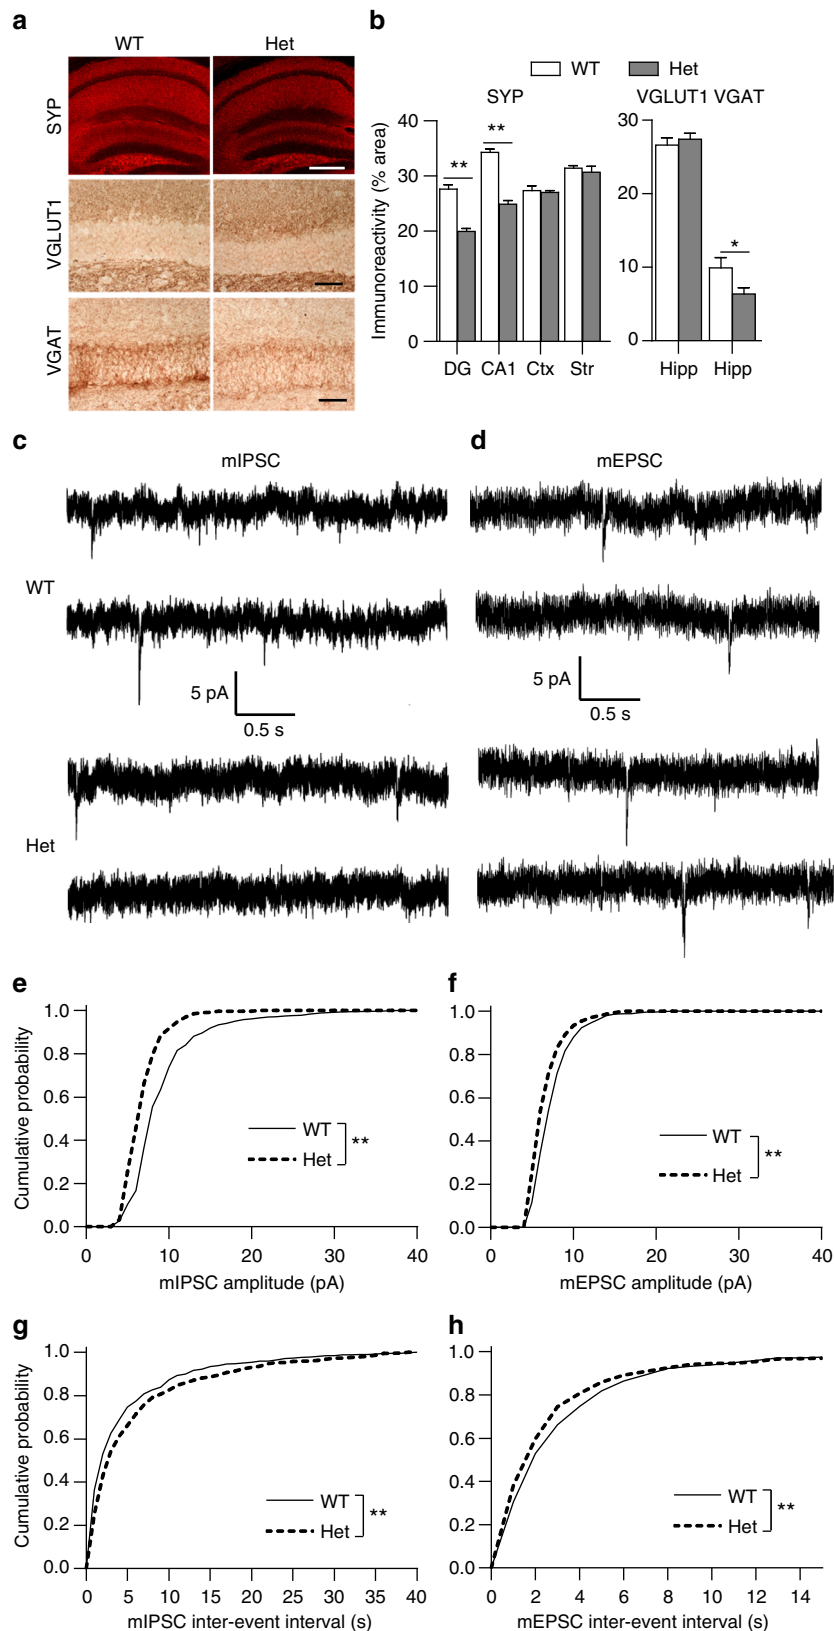 a
WT Het
SYP
VGLUT1
VGAT
b
WT Het
SYP VGLUT1 VGAT
Immunoreactivity (% area)
40
30
20
10
0
** **
DG CA1 Ctx Str
30
20
10
0
*
Hipp Hipp
c
mIPSC
d
mEPSC
WT
5 pA
0.5 s
5 pA
0.5 s
Het
e
Cumulative probability
1.0
0.8
0.6
0.4
0.2
0.0
WT
Het
**
0 10 20 30 40
mIPSC amplitude (pA)
f
1.0
0.8
0.6
0.4
0.2
0.0
WT
Het
**
0 10 20 30 40
mEPSC amplitude (pA)
g
Cumulative probability
1.0
0.8
0.6
0.4
0.2
0.0
WT
Het
**
0 5 10 15 20 25 30 35 40
mIPSC inter-event interval (s)
h
1.0
0.8
0.6
0.4
0.2
0.0
WT
Het
**
0 2 4 6 8 10 12 14
mEPSC inter-event interval (s)